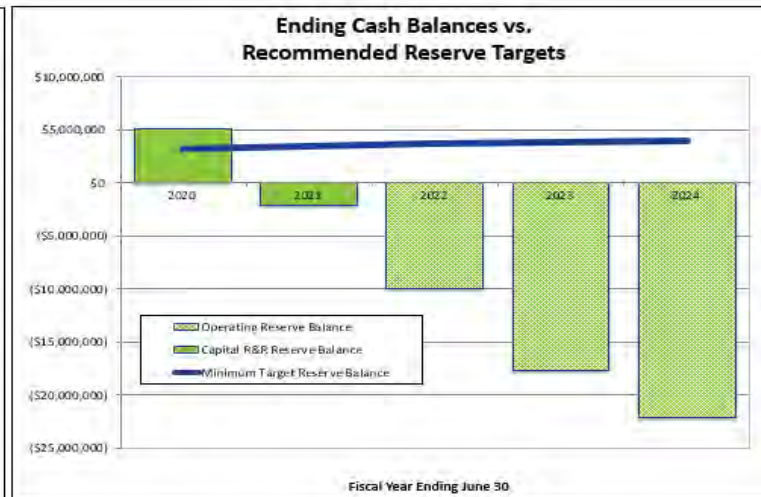 Ending Cash Balances vs.
Recommended Reserve Targets
$10,000,000
$5,000,000
$0
2020
2021
2022
2023
2024
($5,000,000)
($10,000,000)
($15,000,000)
($20,000,000)
($25,000,000)
Operating Reserve Balance
Capital R&R Reserve Balance
Minimum Target Reserve Balance
Fiscal Year Ending June 30